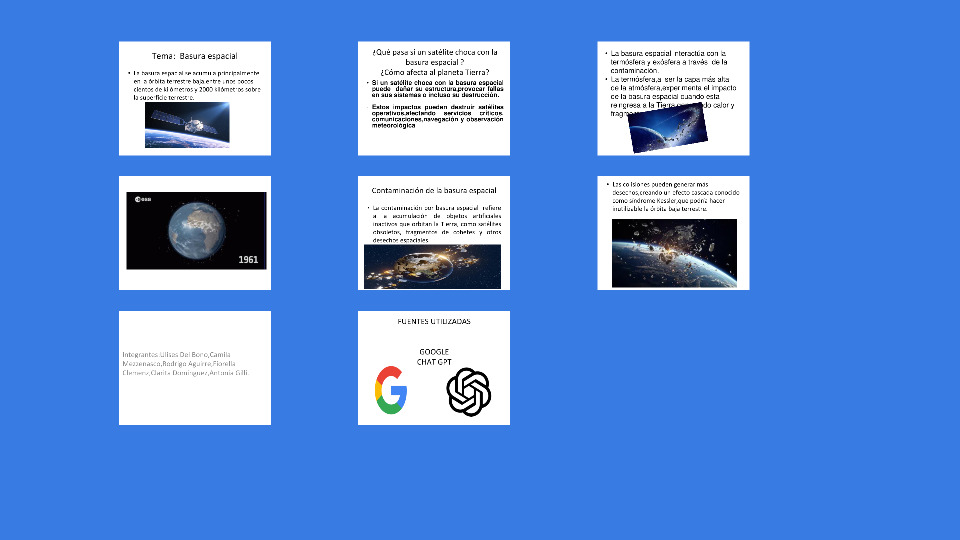 Tema: Basura espacial
• La basura espacial se acumula principalmente
en la órbita terrestre baja entre unos pocos
cientos de kilómetros y 2000 kilómetros sobre
la superficie terrestre.
¿Qué pasa si un satélite choca con la
basura espacial ?
¿Cómo afecta al planeta Tierra?
Si un satélite choca con la basura espacial
puede dañar su estructura,provocar fallas
en sus sistemas o incluso su destrucción.
Estos impactos pueden destruir satélites
operativos,afectando servicios críticos.
comunicaciones,navegación y observación
meteorológica
• La basura espacial interactúa con la
termósfera y exósfera a través de la
contaminación.
• La termósfera,al ser la capa más alta
de la atmósfera,experimenta el impacto
de la basura espacial cuando esta
reingresa a la Tierra calor y
esa
1961
Contaminación de la basura espacial
• La contaminación por basura espacial refiere
a la acumulación de objetos artificiales
inactivos que orbitan la Tierra, como satélites
obsoletos, fragmentos de cohetes y otros
desechos espaciales
• Las colisiones pueden generar mas
desechos,creando un efecto cascada conocido
como síndrome Kessler,que podría hacer
inutilizable la órbita baja terrestre.
Integrantes:Ulises Del Bono,Camila
Mezzenasco,Rodrigo Aguirre,Fiorella
Clemenz,Clarita Dominguez,Antonia Gilli.
FUENTES UTILIZADAS
GOOGLE
CHAT GPT